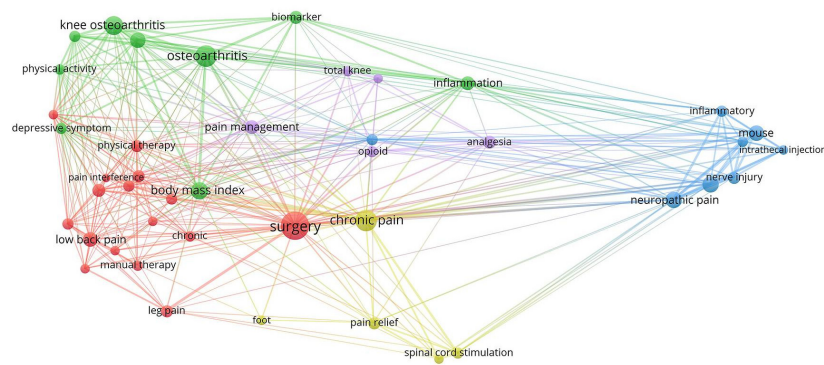 biomarker
knee osteoarthritis
osteoarthritis
physical activity
total knee
inflammation
inflammatory
depressive symptom
pain management
mouse
physical therapy
opioid
analgesia
intrathecal injection
pain interference
nerve injury
body mass index
neuropathic pain
surgery
chronic pain
low back pain
chronic
manual therapy
leg pain
foot
pain relief
spinal cord stimulation